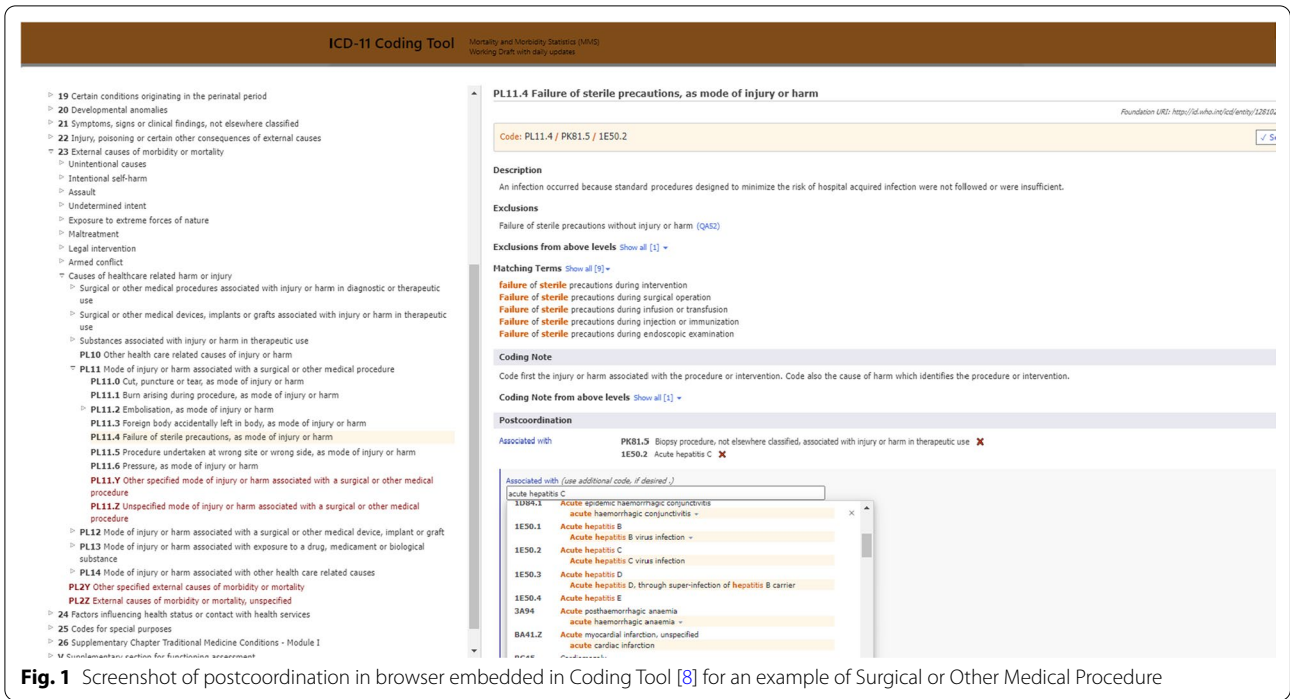 ICD-11 Coding Tool
Mortality and Morbidity Statistics (MMS)
Working Draft with daily updates
19 Certain conditions originating in the perinatal period
20 Developmental anomalies
21 Symptoms, signs or clinical findings, not elsewhere classified
22 Injury, poisoning or certain other consequences of external causes
23 External causes of morbidity or mortality
Unintentional causes
Intentional self-harm
Assault
Undetermined intent
Exposure to extreme forces of nature
Maltreatment
Legal intervention
Armed conflict
Causes of healthcare related harm or injury
Surgical or other medical procedures associated with injury or harm in diagnostic or therapeutic
use
Surgical or other medical devices, implants or grafts associated with injury or harm in therapeutic
use
Substances associated with injury or harm in therapeutic use
PL10 Other health care related causes of injury or harm
PL11 Mode of injury or harm associated with a surgical or other medical procedure
PL11.0 Cut, puncture or tear, as mode of injury or harm
PL11.1 Burn arising during procedure, as mode of injury or harm
PL11.2 Embolisation, as mode of injury or harm
PL11.3 Foreign body accidentally left in body, as mode of injury or harm
PL11.4 Failure of sterile precautions, as mode of injury or harm
PL11.5 Procedure undertaken at wrong site or wrong side, as mode of injury or harm
PL11.6 Pressure, as mode of injury or harm
PL11.Y Other specified mode of injury or harm associated with a surgical or other medical
procedure
PL11.Z Unspecified mode of injury or harm associated with a surgical or other medical
procedure
PL12 Mode of injury or harm associated with a surgical or other medical device, implant or graft
PL13 Mode of injury or harm associated with exposure to a drug, medicament or biological
substance
PL14 Mode of injury or harm associated with other health care related causes
PL2Y Other specified external causes of morbidity or mortality
PL2Z External causes of morbidity or mortality, unspecified
24 Factors influencing health status or contact with health services
25 Codes for special purposes
26 Supplementary Chapter Traditional Medicine Conditions - Module I
V Supplementary section for functioning assessment
PL11.4 Failure of sterile precautions, as mode of injury or harm
Foundation URI: http://id.who.int/icd/entity/128102
Code: PL11.4 / PK81.5 / 1E50.2
√ Se
Description
An infection occurred because standard procedures designed to minimize the risk of hospital acquired infection were not followed or were insufficient.
Exclusions
Failure of sterile precautions without injury or harm (QA52)
Exclusions from above levels Show all [1]
Matching Terms Show all [9]
failure of sterile precautions during intervention
Failure of sterile precautions during surgical operation
Failure of sterile precautions during infusion or transfusion
Failure of sterile precautions during injection or immunization
Failure of sterile precautions during endoscopic examination
Coding Note
Code first the injury or harm associated with the procedure or intervention. Code also the cause of harm which identifies the procedure or intervention.
Coding Note from above levels Show all [1]
Postcoordination
Associated with PK81.5 Biopsy procedure, not elsewhere classified, associated with injury or harm in therapeutic use
1E50.2 Acute hepatitis C
Associated with (use additional code, if desired .)
acute hepatitis C
1D84.1 Acute epidemic haemorrhagic conjunctivitis
acute haemorrhagic conjunctivitis
1E50.1 Acute hepatitis B
Acute hepatitis B virus infection
1E50.2 Acute hepatitis C
Acute hepatitis C virus infection
1E50.3 Acute hepatitis D
Acute hepatitis D, through super-infection of hepatitis B carrier
1E50.4 Acute hepatitis E
3A94 Acute posthaemorrhagic anaemia
acute haemorrhagic anaemia
BA41.Z Acute myocardial infarction, unspecified
acute cardiac infarction
Fig. 1 Screenshot of postcoordination in browser embedded in Coding Tool [8] for an example of Surgical or Other Medical Procedure